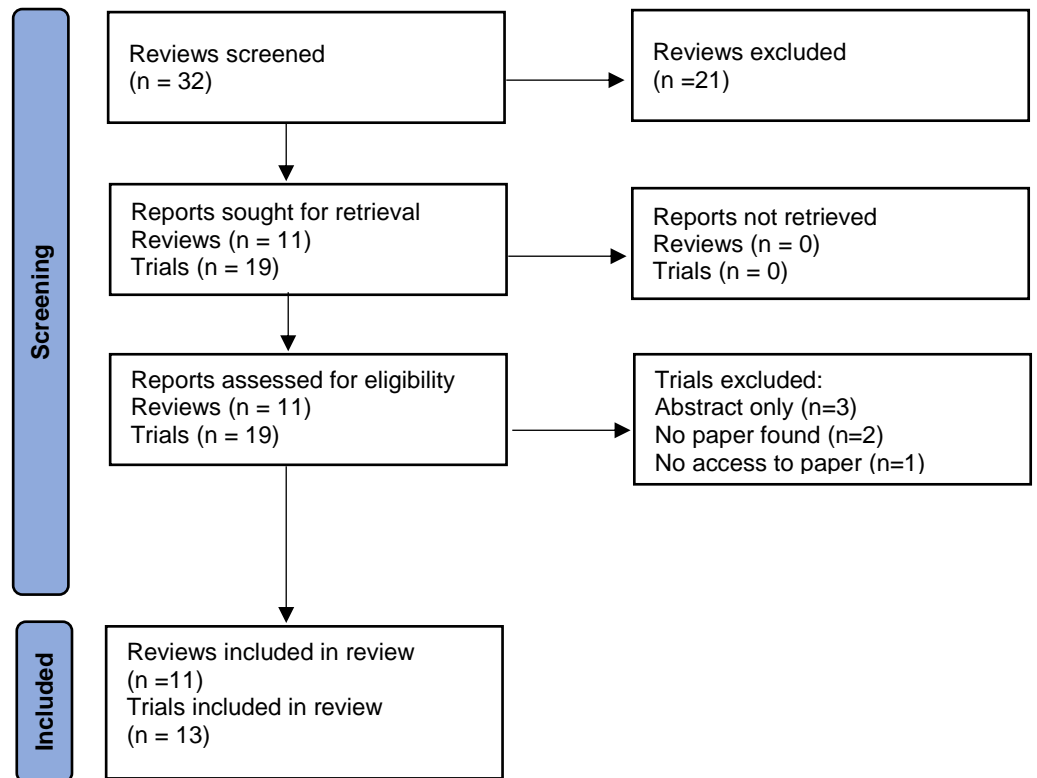 Screening
Reviews screened
(n = 32)
Reviews excluded
(n =21)
Reports sought for retrieval
Reviews (n = 11)
Trials (n = 19)
Reports not retrieved
Reviews (n = 0)
Trials (n = 0)
Reports assessed for eligibility
Reviews (n = 11)
Trials (n = 19)
Trials excluded:
Abstract only (n=3)
No paper found (n=2)
No access to paper (n=1)
Included
Reviews included in review
(n =11)
Trials included in review
(n = 13)